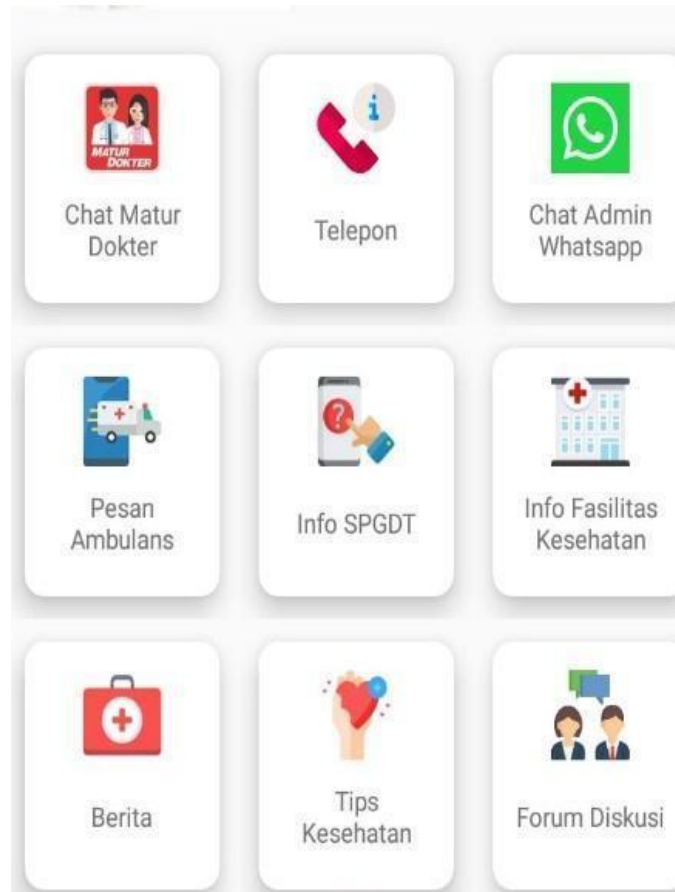 MATUR
DOKTER
i
Chat Matur
Dokter
Telepon
Chat Admin
Whatsapp
?
Pesan
Ambulans
Info SPGDT
Info Fasilitas
Kesehatan
Berita
Tips
Kesehatan
Forum Diskusi